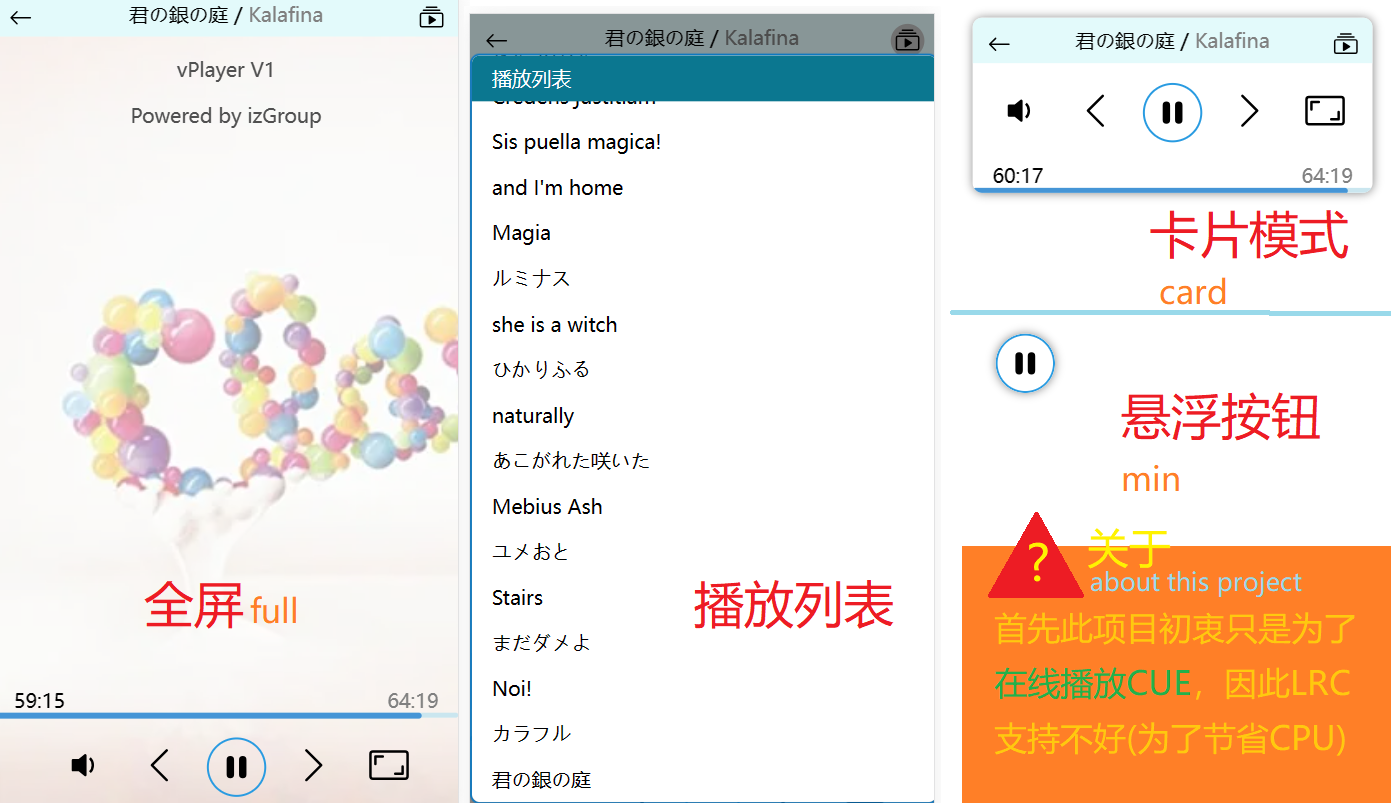 君の銀の庭 / Kalafina
vPlayer V1
Powered by izGroup
全屏 full
59:15
64:19
君の銀の庭 / Kalafina
播放列表
Credens justitiam
Sis puella magica!
and I'm home
Magia
ルミナス
she is a witch
ひかりふる
naturally
あこがれた咲いた
Mebius Ash
ユメおと
Stairs
まだダメよ
Noi!
カラフル
君の銀の庭
播放列表
君の銀の庭 / Kalafina
60:17
64:19
卡片模式
card
悬浮按钮
min
?
关于
about this project
首先此项目初衷只是为了
在线播放CUE，因此LRC
支持不好(为了节省CPU)